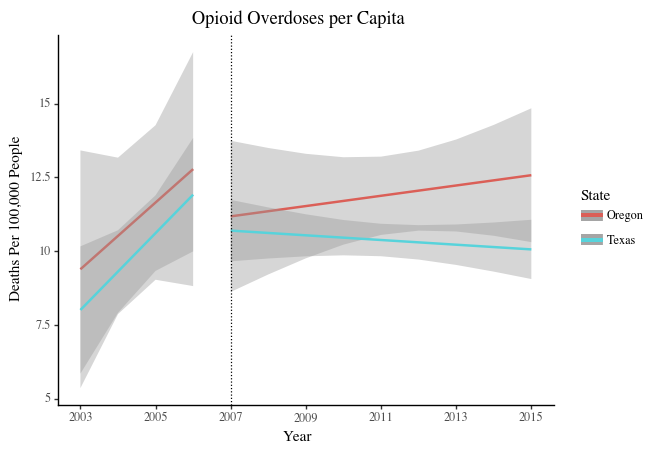 Opioid Overdoses per Capita
Deaths Per 100,000 People
15
12.5
10
7.5
5
2003
2005
2007
2009
2011
2013
2015
Year
State
Oregon
Texas